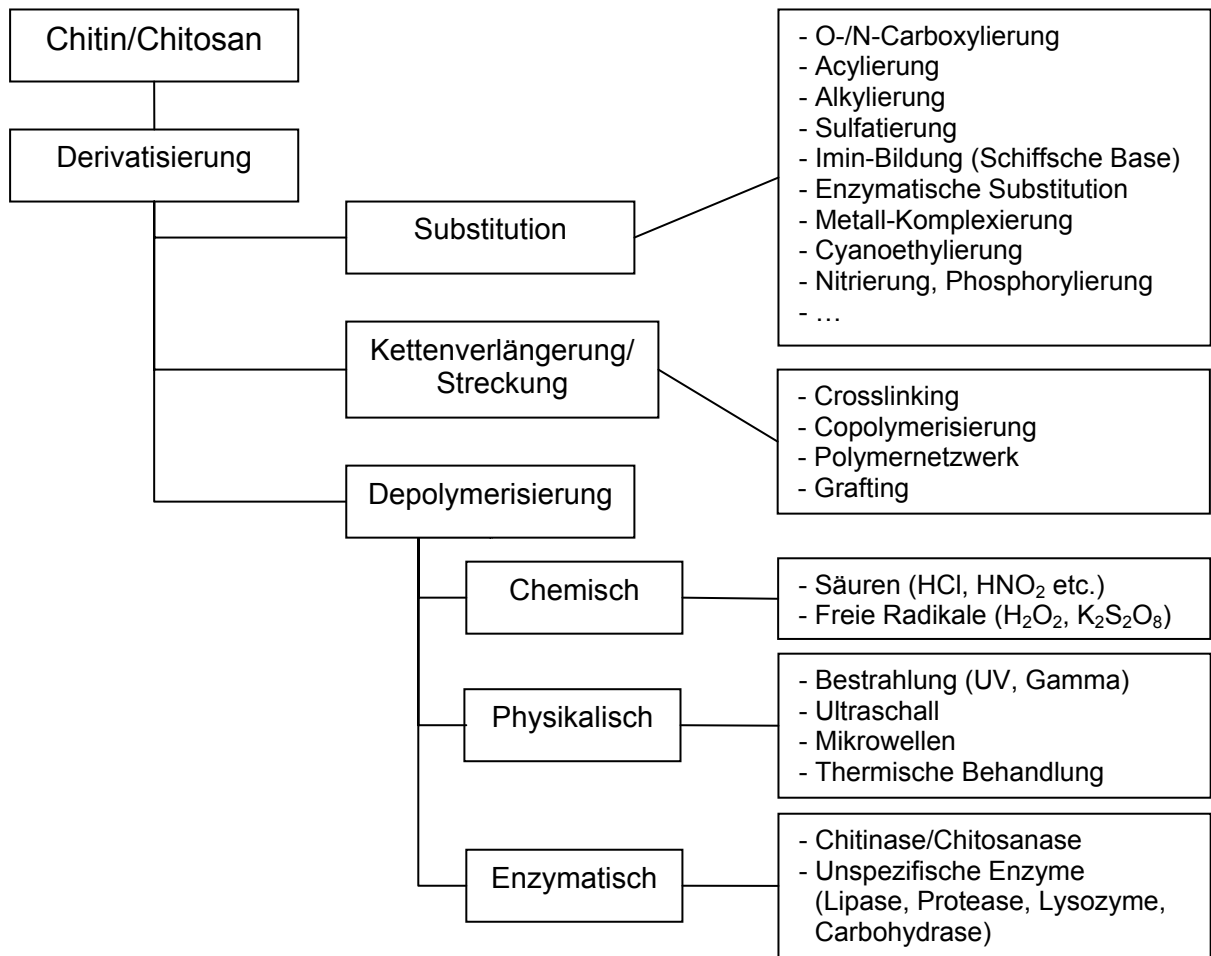 Chitin/Chitosan
Derivatisierung
Substitution
- O-/N-Carboxylierung
- Acylierung
- Alkylierung
- Sulfatierung
- Imin-Bildung (Schiffsche Base)
- Enzymatische Substitution
- Metall-Komplexierung
- Cyanoethylierung
- Nitrierung, Phosphorylierung
- …
Kettenverlängerung/
Streckung
- Crosslinking
- Copolymerisierung
- Polymernetzwerk
- Grafting
Depolymerisierung
Chemisch
- Säuren (HCl, HNO₂ etc.)
- Freie Radikale (H₂O₂, K₂S₂O₈)
Physikalisch
- Bestrahlung (UV, Gamma)
- Ultraschall
- Mikrowellen
- Thermische Behandlung
Enzymatisch
- Chitinase/Chitosanase
- Unspezifische Enzyme
(Lipase, Protease, Lysozyme,
Carbohydrase)